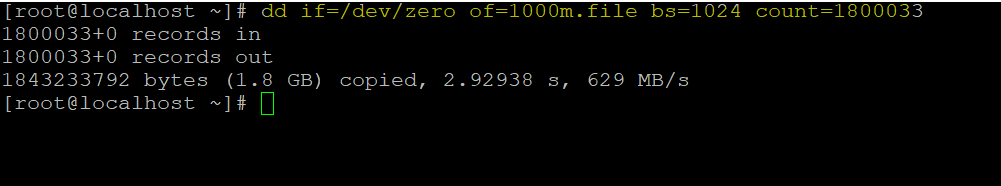 [root@localhost ~]# dd if=/dev/zero of=1000m.file bs=1024 count=1800033
1800033+0 records in
1800033+0 records out
1843233792 bytes (1.8 GB) copied, 2.92938 s, 629 MB/s
[root@localhost ~]#